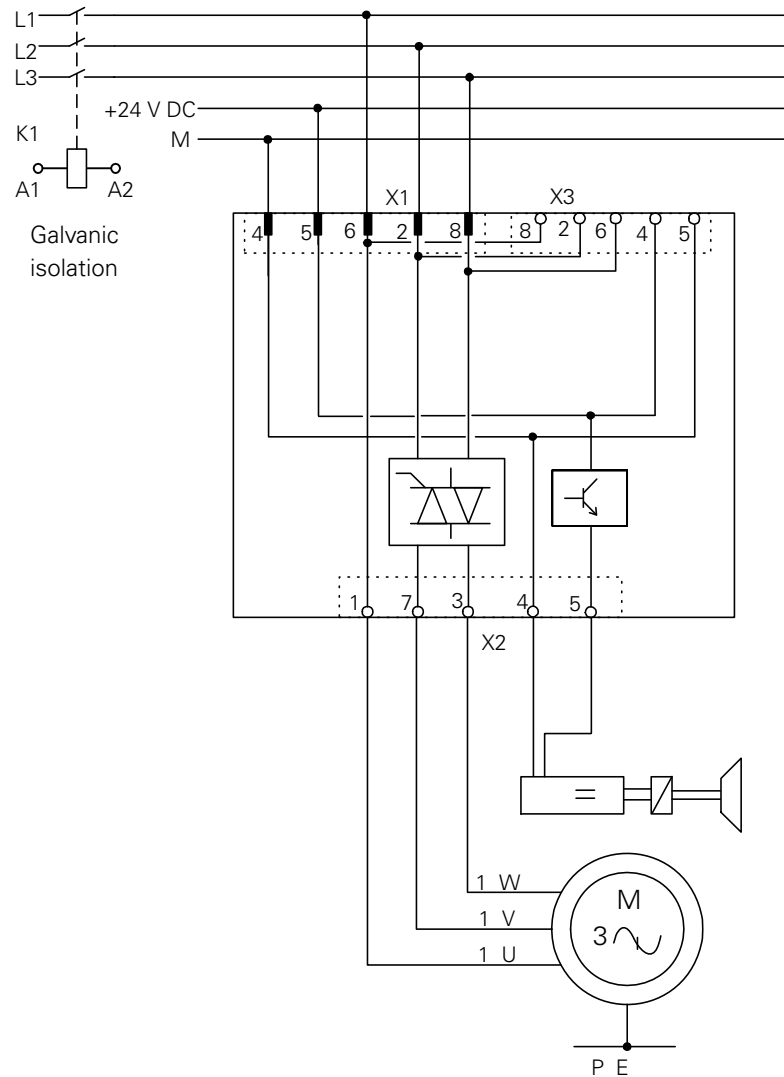 L1
L2
L3
+24 V DC
K1
M
A1 A2
X1 X3
Galvanic
isolation
4 5 6 2 8 8 2 6 4 5
1 7 3 4 5
X2
=
1 W
M
1 V
3
1 U
P E